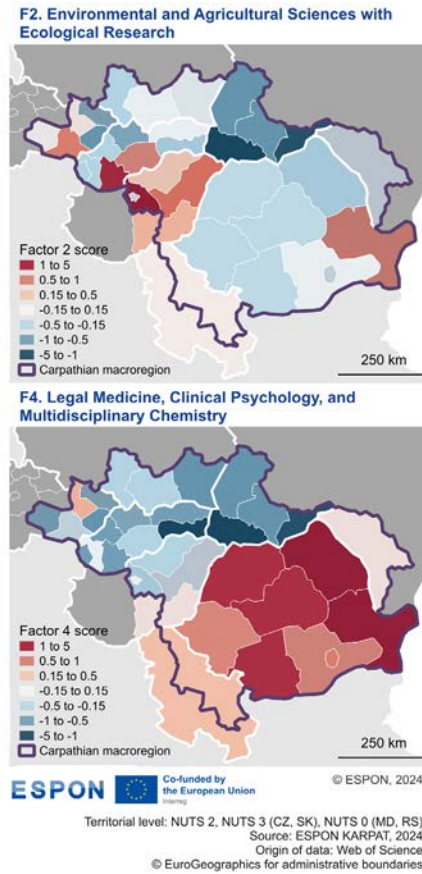 F2. Environmental and Agricultural Sciences with
Ecological Research
Factor 2 score
1 to 5
0.5 to 1
0.15 to 0.5
-0.15 to 0.15
-0.5 to -0.15
-1 to -0.5
-5 to -1
Carpathian macroregion
250 km
F4. Legal Medicine, Clinical Psychology, and
Multidisciplinary Chemistry
Factor 4 score
1 to 5
0.5 to 1
0.15 to 0.5
-0.15 to 0.15
-0.5 to -0.15
-1 to -0.5
-5 to -1
Carpathian macroregion
250 km
ESPON
Co-funded by
the European Union
Interreg
© ESPON, 2024
Territorial level: NUTS 2, NUTS 3 (CZ, SK), NUTS 0 (MD, RS)
Source: ESPON KARPAT, 2024
Origin of data: Web of Science
© EuroGeographics for administrative boundaries